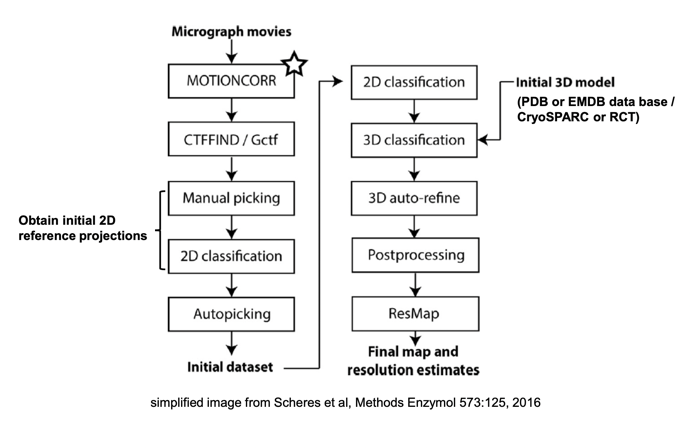 Micrograph movies
MOTIONCORR
CTFFIND / Gctf
Manual picking
Obtain initial 2D
reference projections
2D classification
Autopicking
Initial dataset
2D classification
Initial 3D model
(PDB or EMDB data base /
CryoSPARC or RCT)
3D classification
3D auto-refine
Postprocessing
ResMap
Final map and
resolution estimates
simplified image from Scheres et al, Methods Enzymol 573:125, 2016